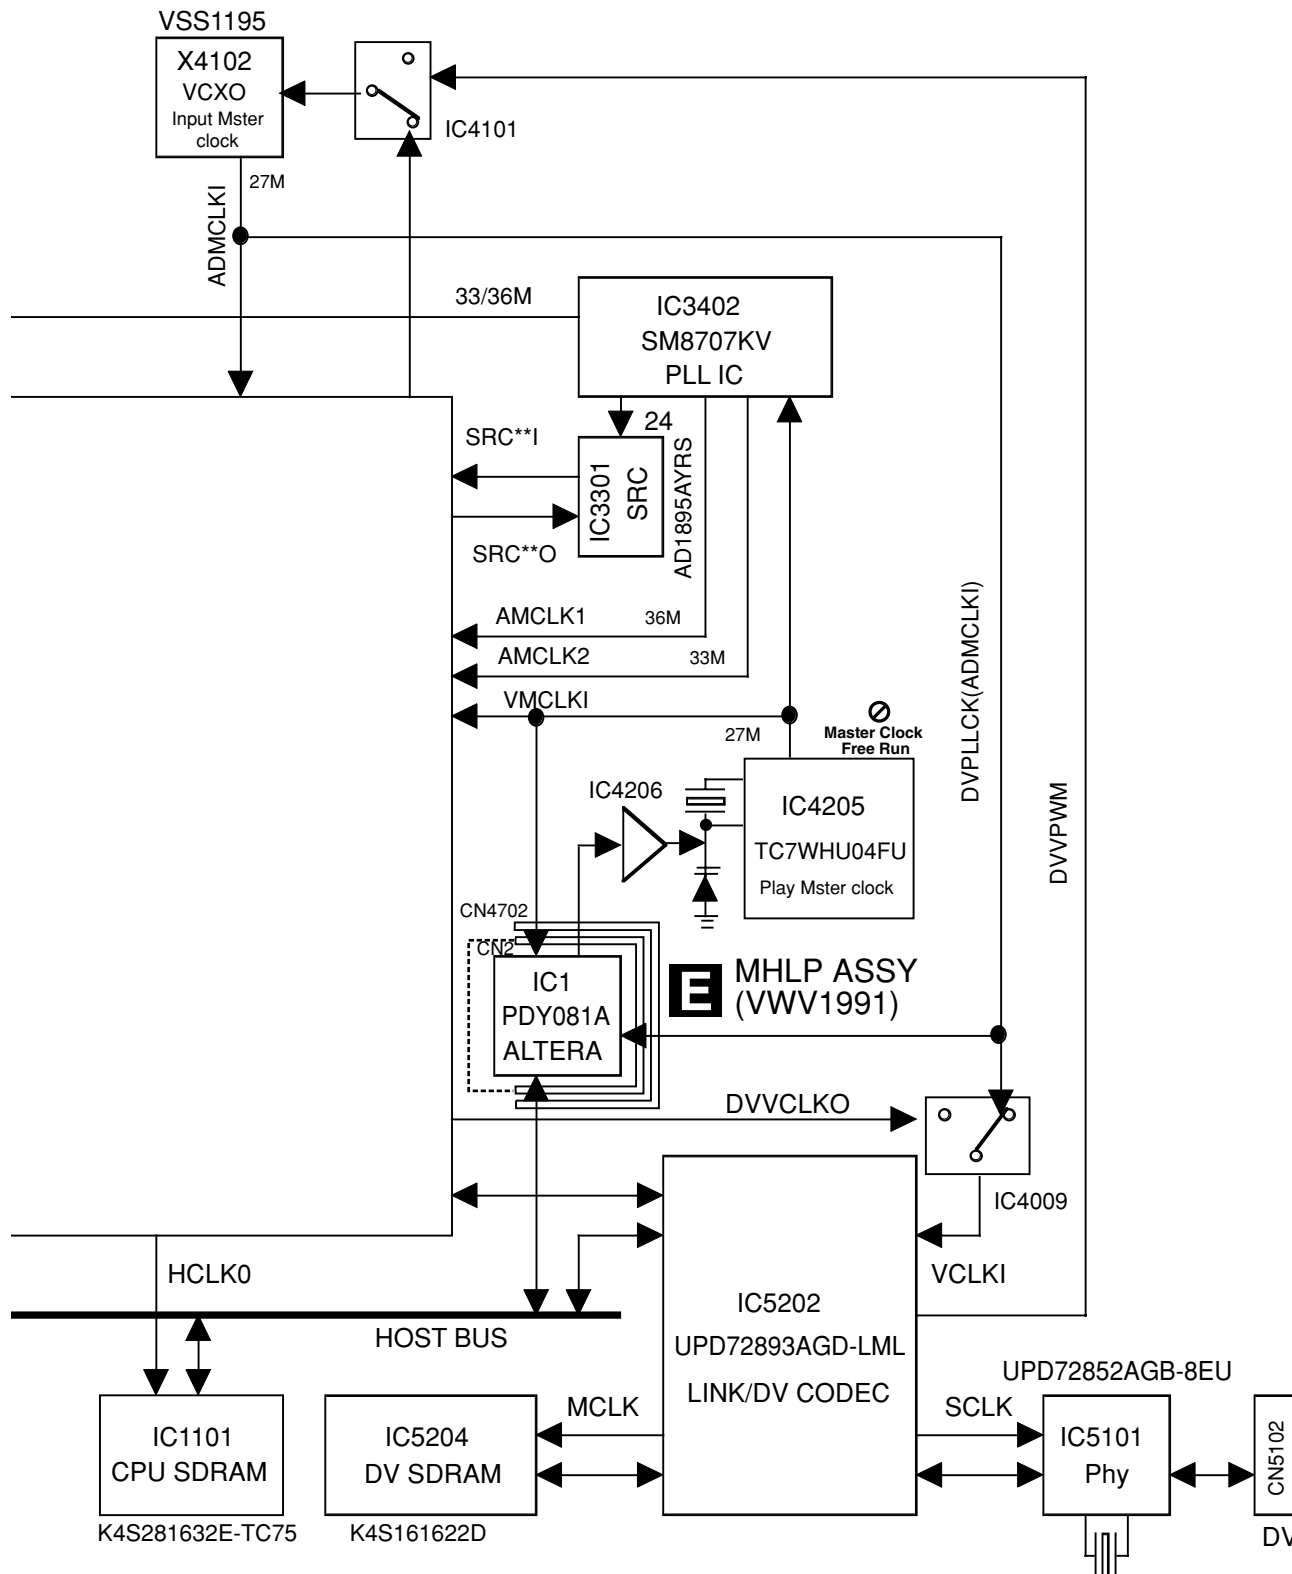 VSS1195
X4102
VCXO
Input Mster
clock
IC4101
27M
ADMCLKI
33/36M
IC3402
SM8707KV
PLL IC
24
SRC**I
IC3301
SRC
AD1895AYRS
SRC**O
AMCLK1
36M
AMCLK2
33M
VMCLKI
27M
Master Clock
Free Run
DVPLLCK(ADMCLKI)
DVVPWM
IC4206
IC4205
TC7WHU04FU
Play Mster clock
CN4702
CN2
IC1
PDY081A
ALTERA
E
MHLP ASSY
(VWV1991)
DVVCLKO
IC4009
VCLKI
HCLK0
HOST BUS
IC5202
UPD72893AGD-LML
LINK/DV CODEC
UPD72852AGB-8EU
MCLK
SCLK
IC1101
CPU SDRAM
K4S281632E-TC75
IC5204
DV SDRAM
K4S161622D
IC5101
Phy
CN5102
DV